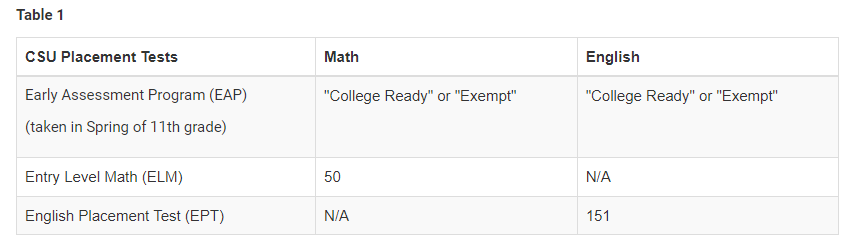 Table 1
CSU Placement Tests Math English
Early Assessment Program (EAP) "College Ready" or "Exempt" "College Ready" or "Exempt"
(taken in Spring of 11th grade)
Entry Level Math (ELM) 50 N/A
English Placement Test (EPT) N/A 151